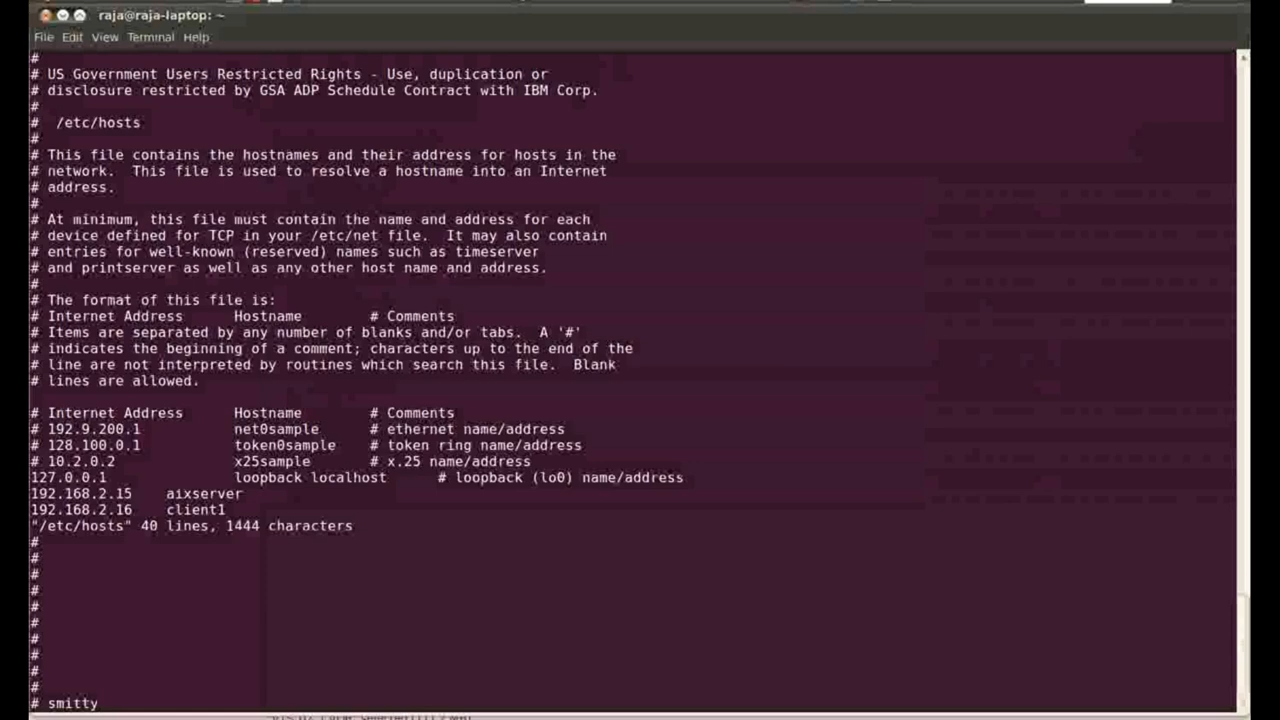 raja@raja-laptop: ~
File Edit View Terminal Help
#
# US Government Users Restricted Rights - Use, duplication or
# disclosure restricted by GSA ADP Schedule Contract with IBM Corp.
#
#  /etc/hosts
#
# This file contains the hostnames and their address for hosts in the
# network.  This file is used to resolve a hostname into an Internet
# address.
#
# At minimum, this file must contain the name and address for each
# device defined for TCP in your /etc/net file.  It may also contain
# entries for well-known (reserved) names such as timeserver
# and printserver as well as any other host name and address.
#
# The format of this file is:
# Internet Address      Hostname        # Comments
# Items are separated by any number of blanks and/or tabs.  A '#'
# indicates the beginning of a comment; characters up to the end of the
# line are not interpreted by routines which search this file.  Blank
# lines are allowed.
# Internet Address      Hostname        # Comments
# 192.9.200.1           net0sample      # ethernet name/address
# 128.100.0.1           token0sample    # token ring name/address
# 10.2.0.2              x25sample       # x.25 name/address
127.0.0.1               loopback localhost      # loopback (lo0) name/address
192.168.2.15    aixserver
192.168.2.16    client1
"/etc/hosts" 40 lines, 1444 characters
#
#
#
#
#
#
#
#
#
#
# smitty